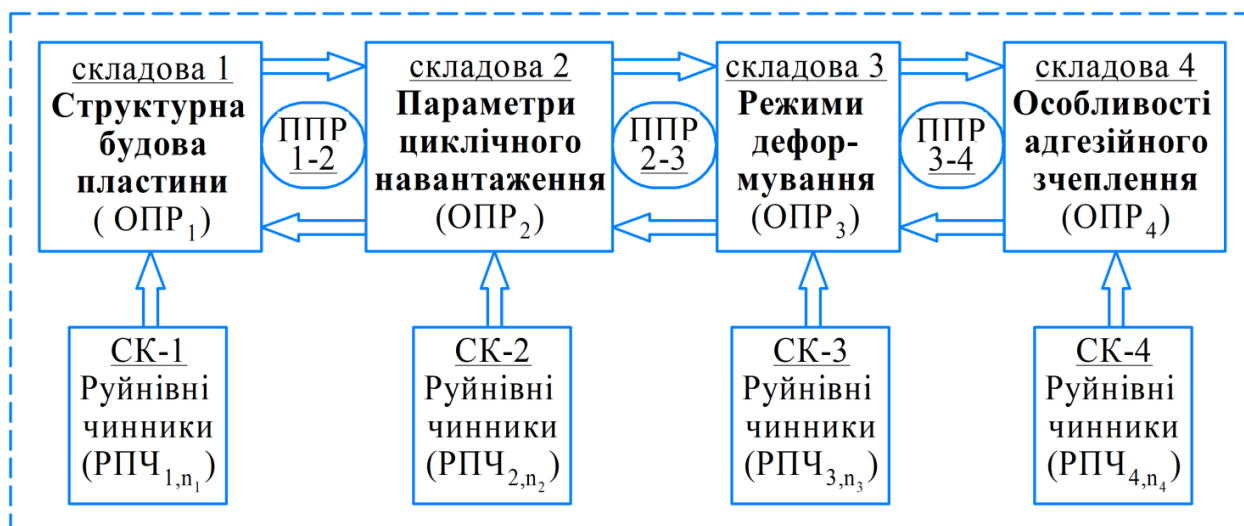 складова 1
Структурна
будова
пластини
( ОПР₁)
ППР
1-2
складова 2
Параметри
циклічного
навантаження
(ОПР₂)
ППР
2-3
складова 3
Режими
дефор-
мування
(ОПР₃)
ППР
3-4
складова 4
Особливості
адгезійного
зчеплення
(ОПР₄)
СК-1
Руйнівні
чинники
(РПЧ1,n₁)
СК-2
Руйнівні
чинники
(РПЧ2,n₂)
СК-3
Руйнівні
чинники
(РПЧ3,n₃)
СК-4
Руйнівні
чинники
(РПЧ4,n₄)